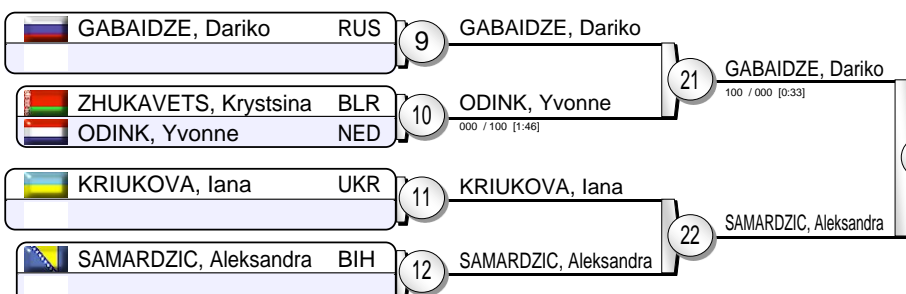 GABAIDZE, Dariko RUS
9
GABAIDZE, Dariko
21
GABAIDZE, Dariko
100 / 000 [0:33]
ZHUKAVETS, Krystsina BLR
ODINK, Yvonne NED
10
ODINK, Yvonne
000 / 100 [1:46]
KRIUKOVA, Iana UKR
11
KRIUKOVA, Iana
22
SAMARDZIC, Aleksandra
SAMARDZIC, Aleksandra BIH
12
SAMARDZIC, Aleksandra